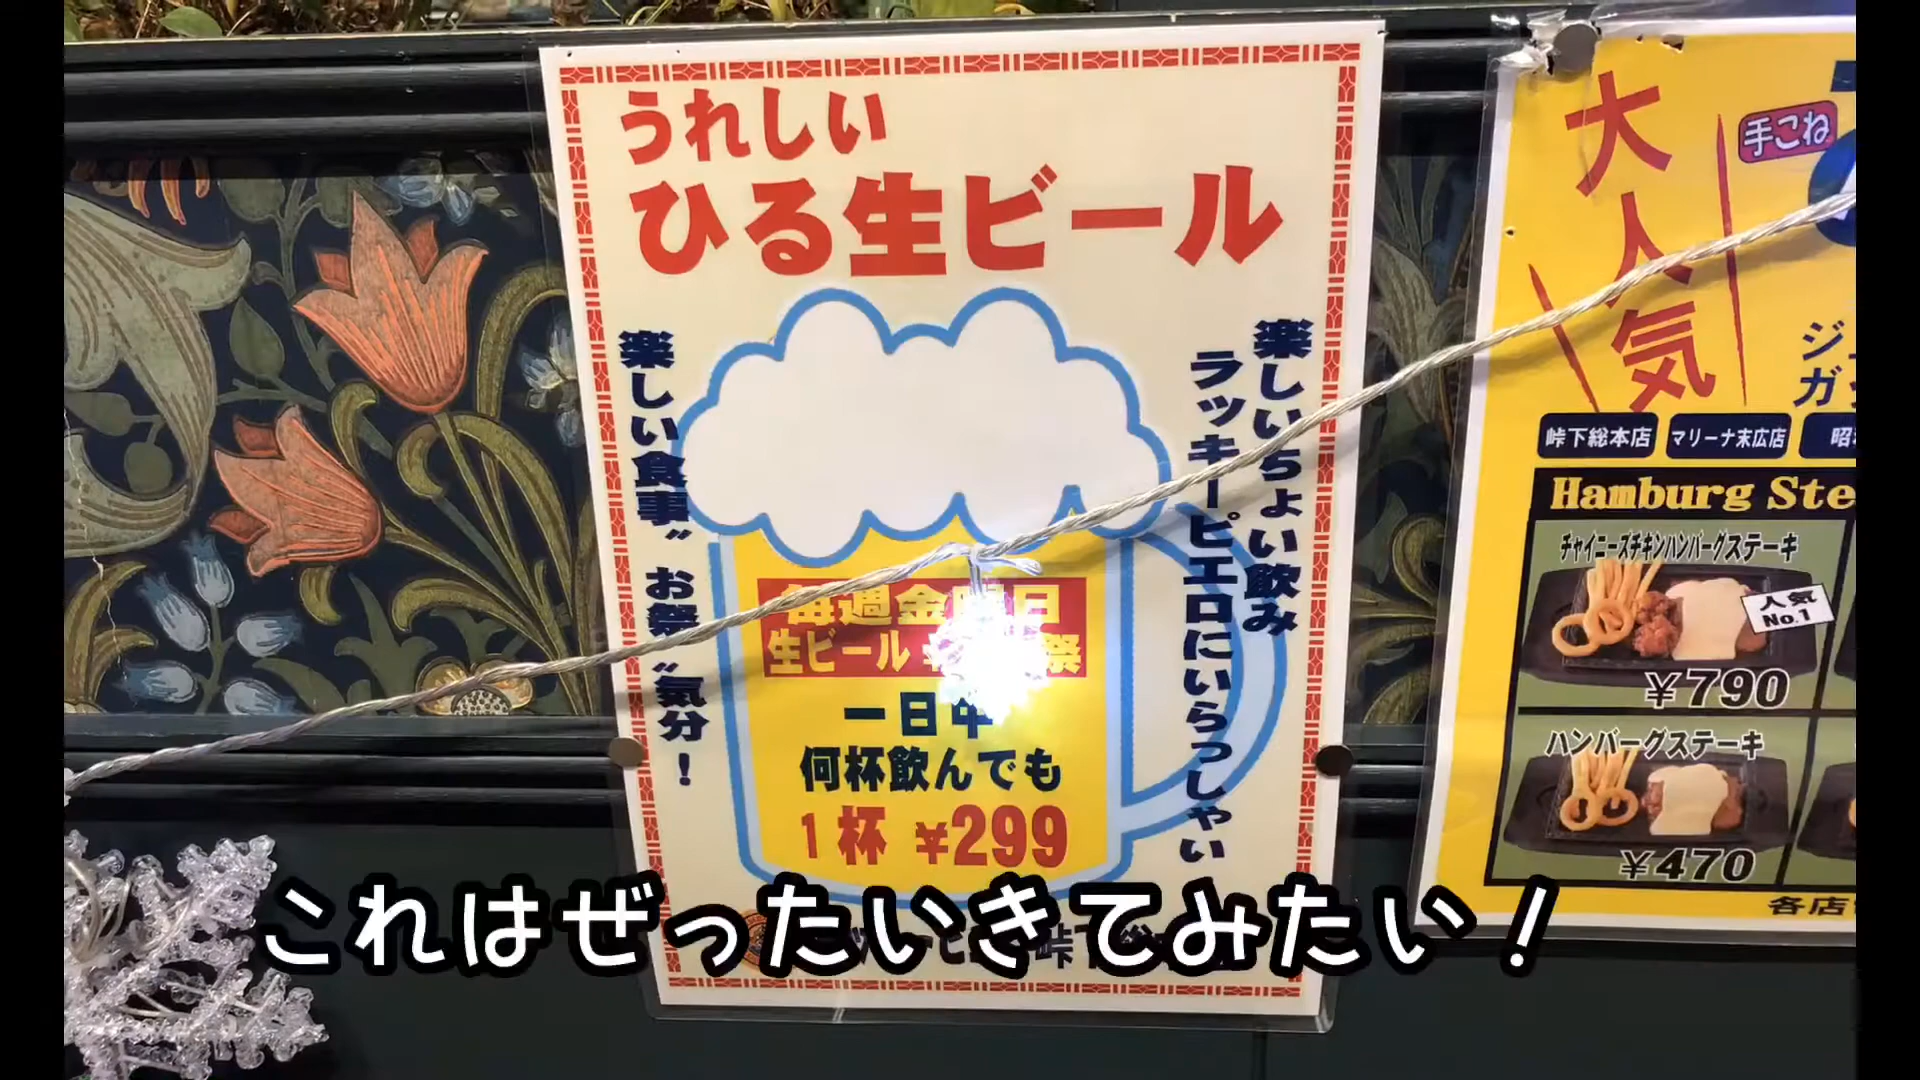 うれしい
ひる生ビール
楽しいちょい飲み
ラッキーピエロにいらっしゃい
楽しい食事〝お祭〟気分!
毎週金曜日
生ビール
祭
一日中
何杯飲んでも
1杯 ¥299
大人気
手こね
峠下総本店
マリーナ末広店
Hamburg Ste
チャイニーズチキンハンバーグステーキ
人気
No.1
¥790
ハンバーグステーキ
¥470
各店
これはぜったいきてみたい!